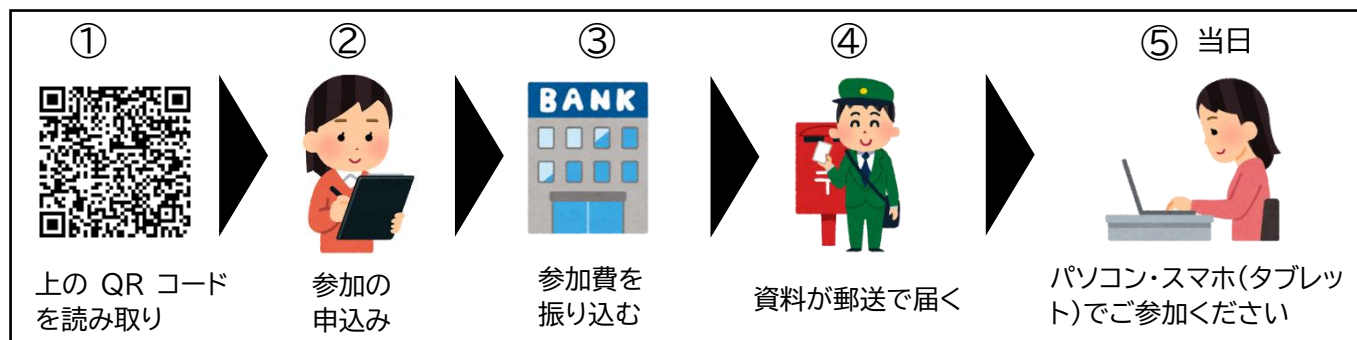 ①
②
③
④
⑤ 当日
BANK
上の QR コード
を読み取り
参加の
申込み
参加費を
振り込む
資料が郵送で届く
パソコン・スマホ(タブレッ
ト)でご参加ください